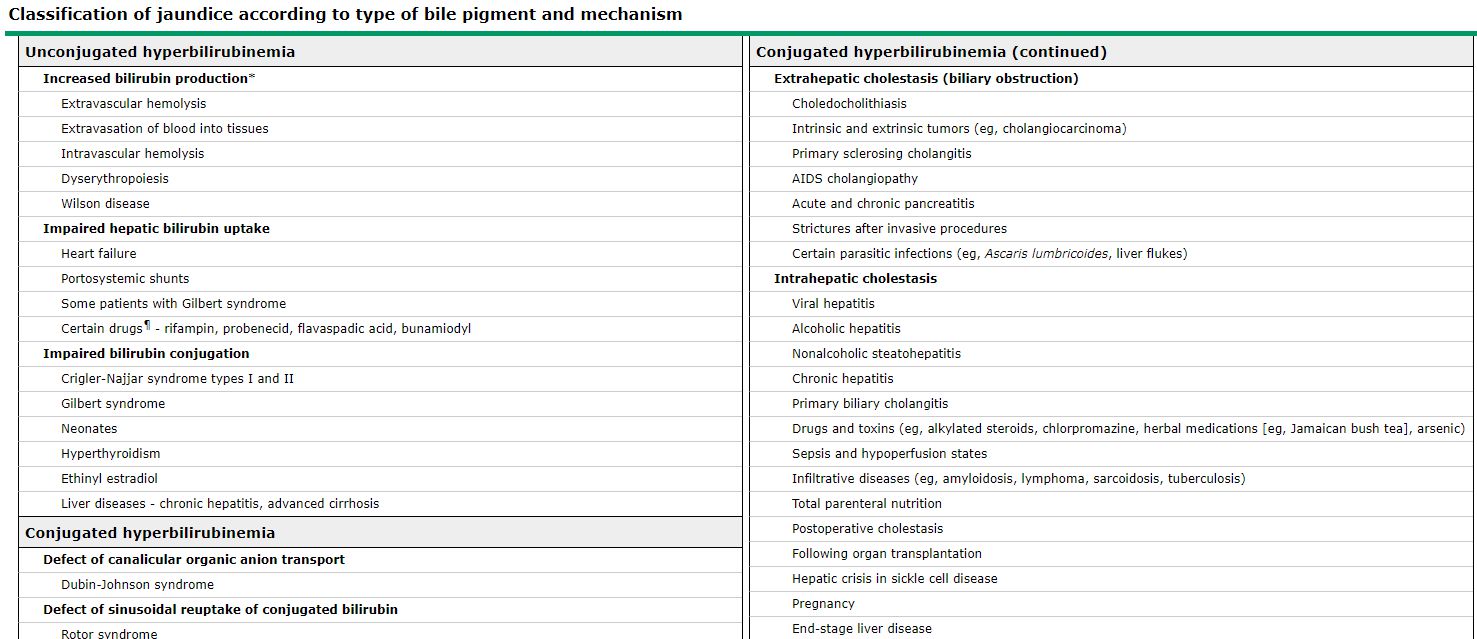 Classification of jaundice according to type of bile pigment and mechanism
Unconjugated hyperbilirubinemia
Increased bilirubin production*
Extravascular hemolysis
Extravasation of blood into tissues
Intravascular hemolysis
Dyserythropoiesis
Wilson disease
Impaired hepatic bilirubin uptake
Heart failure
Portosystemic shunts
Some patients with Gilbert syndrome
Certain drugs¶ - rifampin, probenecid, flavaspadic acid, bunamiodyl
Impaired bilirubin conjugation
Crigler-Najjar syndrome types I and II
Gilbert syndrome
Neonates
Hyperthyroidism
Ethinyl estradiol
Liver diseases - chronic hepatitis, advanced cirrhosis
Conjugated hyperbilirubinemia
Defect of canalicular organic anion transport
Dubin-Johnson syndrome
Defect of sinusoidal reuptake of conjugated bilirubin
Rotor syndrome
Conjugated hyperbilirubinemia (continued)
Extrahepatic cholestasis (biliary obstruction)
Choledocholithiasis
Intrinsic and extrinsic tumors (eg, cholangiocarcinoma)
Primary sclerosing cholangitis
AIDS cholangiopathy
Acute and chronic pancreatitis
Strictures after invasive procedures
Certain parasitic infections (eg, Ascaris lumbricoides, liver flukes)
Intrahepatic cholestasis
Viral hepatitis
Alcoholic hepatitis
Nonalcoholic steatohepatitis
Chronic hepatitis
Primary biliary cholangitis
Drugs and toxins (eg, alkylated steroids, chlorpromazine, herbal medications [eg, Jamaican bush tea], arsenic)
Sepsis and hypoperfusion states
Infiltrative diseases (eg, amyloidosis, lymphoma, sarcoidosis, tuberculosis)
Total parenteral nutrition
Postoperative cholestasis
Following organ transplantation
Hepatic crisis in sickle cell disease
Pregnancy
End-stage liver disease